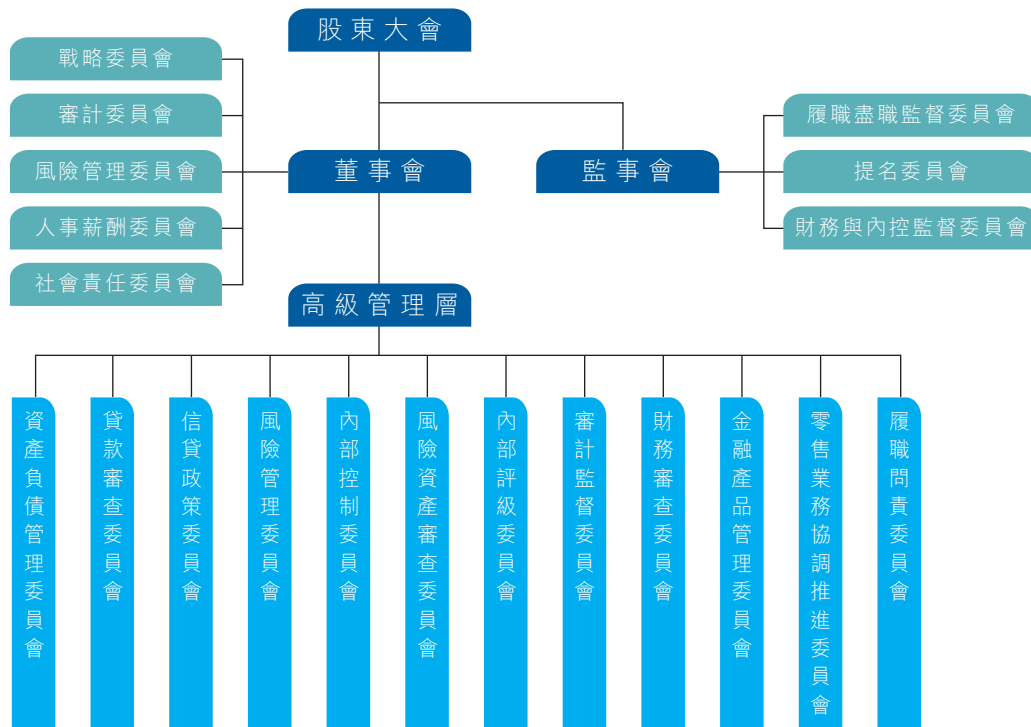 股東大會
戰略委員會
審計委員會
風險管理委員會
人事薪酬委員會
社會責任委員會
董事會
監事會
履職盡職監督委員會
提名委員會
財務與內控監督委員會
高級管理層
資產負債管理委員會
貸款審查委員會
信貸政策委員會
風險管理委員會
內部控制委員會
風險資產審查委員會
內部評級委員會
審計監督委員會
財務審查委員會
金融產品管理委員會
零售業務協調推進委員會
履職問責委員會